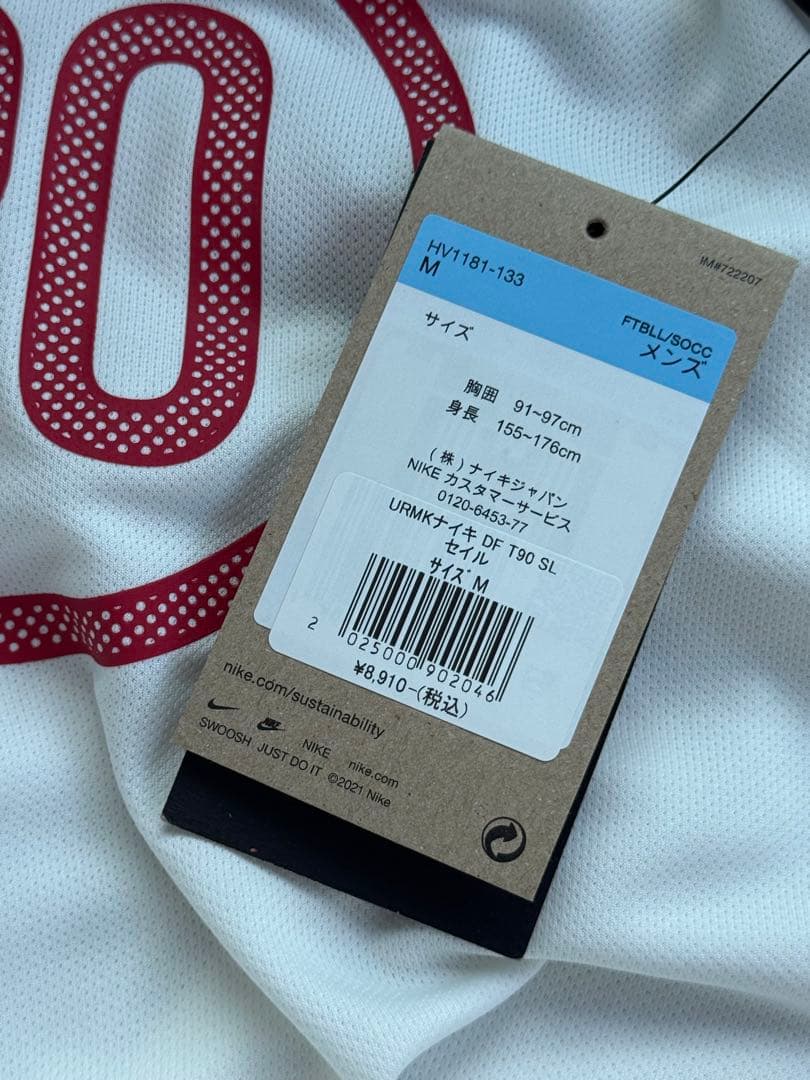 90
IM#722207
HV1181-133
M
FTBLL/SOCC
メンズ
サイズ
胸囲 91~97cm
身長 155~176cm
(株)ナイキジャパン
NIKE カスタマーサービス
0120-6453-77
URMKナイキ DF T90 SL
セイル
サイズ M
2 025000 902046
¥8,910-(税込)
nike.com/sustainability
SWOOSH JUST DO IT NIKE nike.com
©2021 Nike